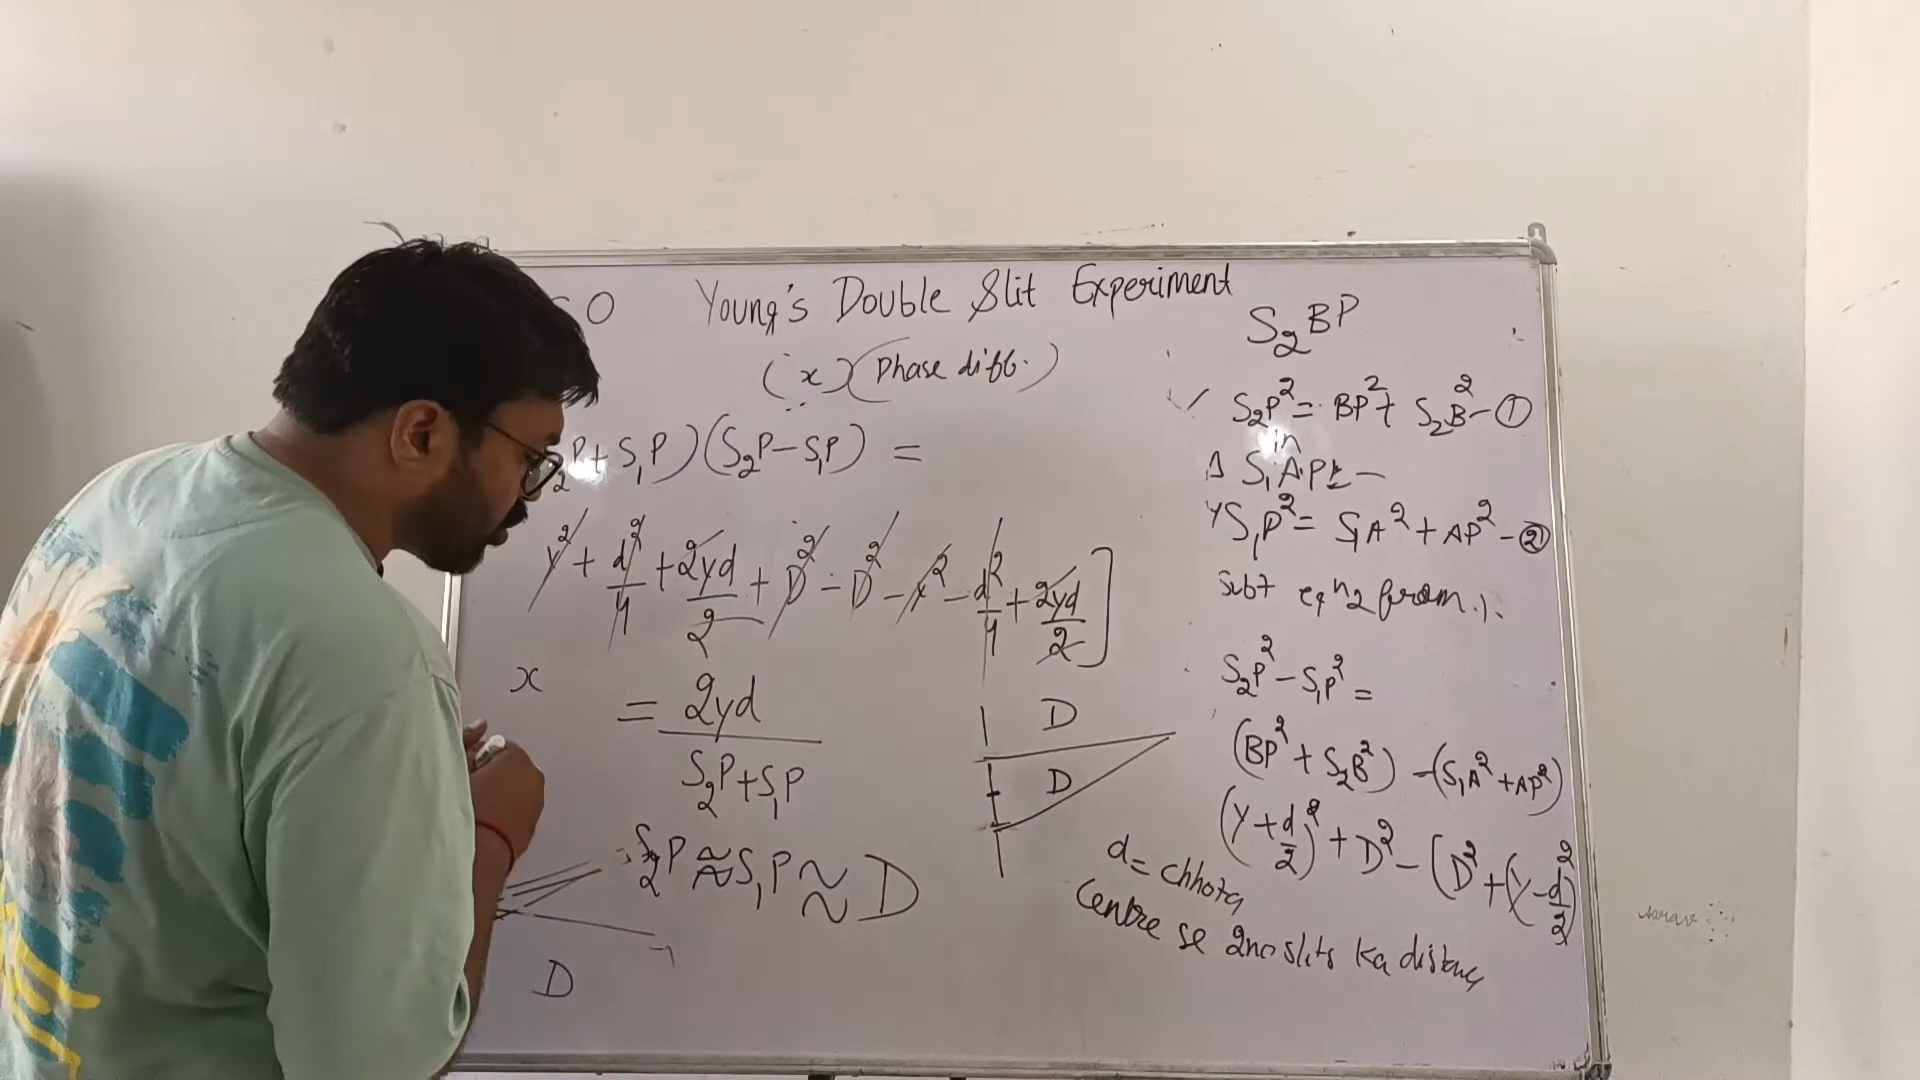 O Young's Double Slit Experiment
(x) (Phase diff.)
₂P + S₁P) (S₂P - S₁P) =
y² + d²/4 + 2yd/2 + D² - D² - y² - d²/4 + 2yd/2 ]
x = 2yd / S₂P + S₁P
S₂P ≈ S₁P ≈ D
D
D
D
d = chhota
Centre se 2no slits ka distance
S₂BP
✓ S₂P² = BP² + S₂B² - ①
in
Δ S₁AP
S₁P² = S₁A² + AP² - ②
Subt eqⁿ 2 from 1.
S₂P² - S₁P² =
(BP² + S₂B²) - (S₁A² + AP²)
(Y + d/2)² + D² - (D² + (Y - d/2)²